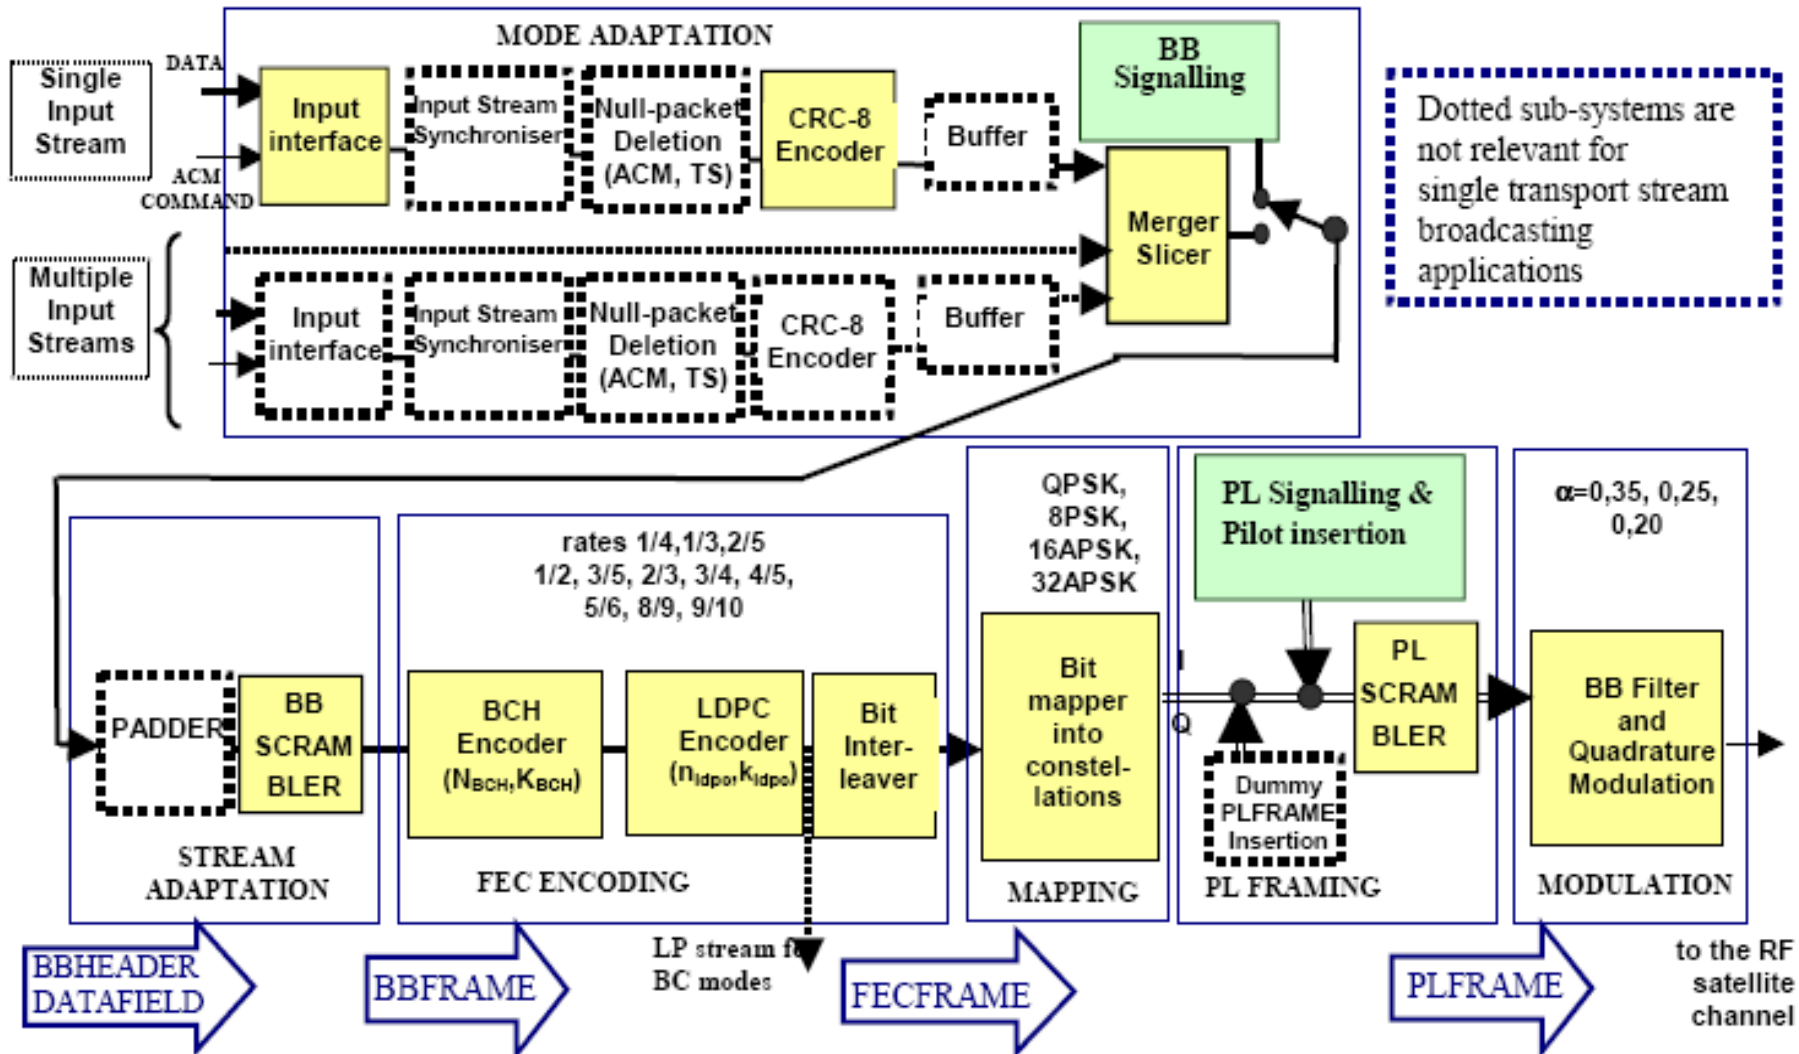 MODE ADAPTATION
Single
Input
Stream
DATA
ACM
COMMAND
Input
interface
Input Stream
Synchroniser
Null-packet
Deletion
(ACM, TS)
CRC-8
Encoder
Buffer
BB
Signalling
Merger
Slicer
Dotted sub-systems are
not relevant for
single transport stream
broadcasting
applications
Multiple
Input
Streams
Input
interface
Input Stream
Synchroniser
Null-packet
Deletion
(ACM, TS)
CRC-8
Encoder
Buffer
PADDER
BB
SCRAM
BLER
STREAM
ADAPTATION
rates 1/4,1/3,2/5
1/2, 3/5, 2/3, 3/4, 4/5,
5/6, 8/9, 9/10
BCH
Encoder
(NBCH,KBCH)
LDPC
Encoder
(nldpc,kldpc)
Bit
Inter-
leaver
FEC ENCODING
LP stream for
BC modes
QPSK,
8PSK,
16APSK,
32APSK
Bit
mapper
into
constel-
lations
MAPPING
PL Signalling &
Pilot insertion
I
Q
PL
SCRAM
BLER
Dummy
PLFRAME
Insertion
PL FRAMING
α=0,35, 0,25,
0,20
BB Filter
and
Quadrature
Modulation
MODULATION
BBHEADER
DATAFIELD
BBFRAME
FECFRAME
PLFRAME
to the RF
satellite
channel